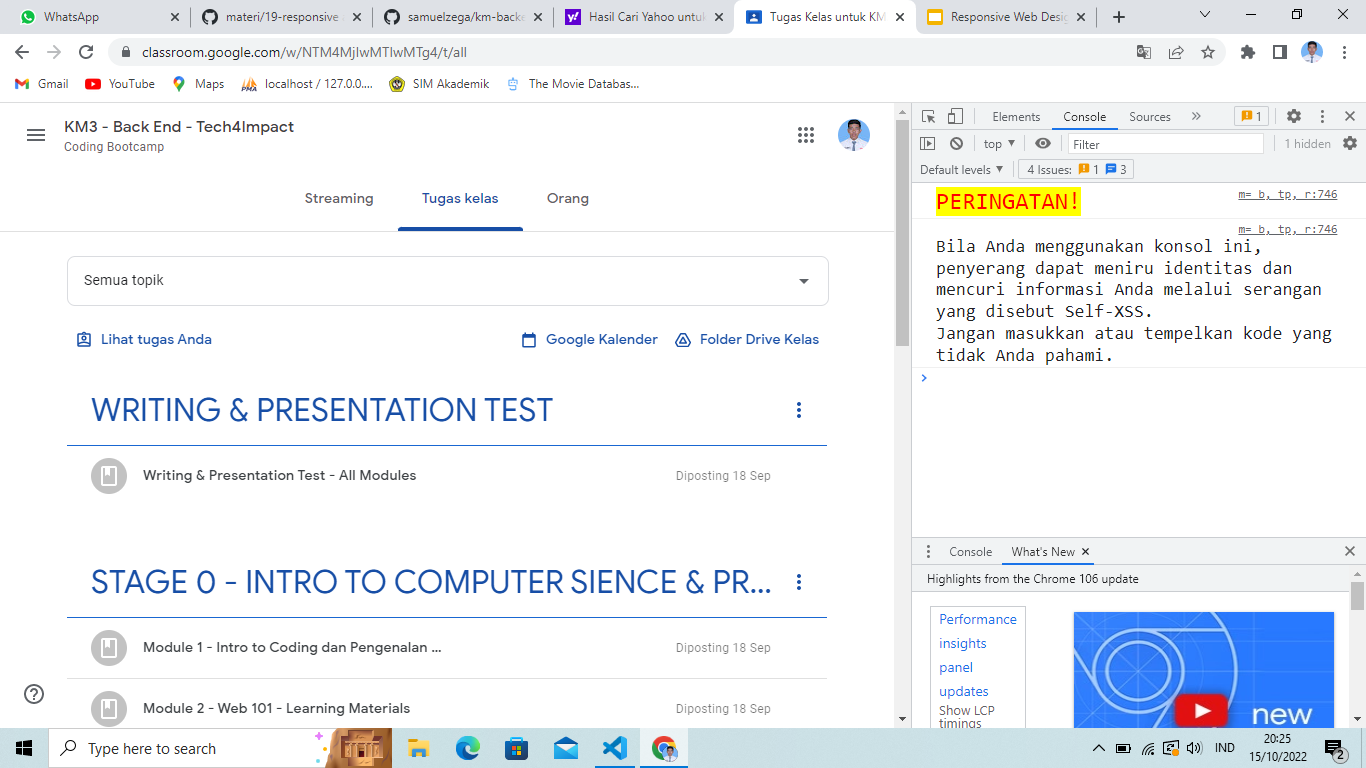 WhatsApp
materi/19-responsive
samuelzega/km-backe
Hasil Cari Yahoo untuk
Tugas Kelas untuk KM
Responsive Web Desig
classroom.google.com/w/NTM4MjIwMTIwMTg4/t/all
Gmail
YouTube
Maps
localhost / 127.0.0....
SIM Akademik
The Movie Databas...
KM3 - Back End - Tech4Impact
Coding Bootcamp
Streaming
Tugas kelas
Orang
Semua topik
Lihat tugas Anda
Google Kalender
Folder Drive Kelas
WRITING & PRESENTATION TEST
Writing & Presentation Test - All Modules
Diposting 18 Sep
STAGE 0 - INTRO TO COMPUTER SIENCE & PR...
Module 1 - Intro to Coding dan Pengenalan ...
Diposting 18 Sep
Module 2 - Web 101 - Learning Materials
Diposting 18 Sep
Elements
Console
Sources
»
1
top
Filter
1 hidden
Default levels
4 Issues: 1 3
PERINGATAN!
m= b, tp, r:746
m= b, tp, r:746
Bila Anda menggunakan konsol ini,
penyerang dapat meniru identitas dan
mencuri informasi Anda melalui serangan
yang disebut Self-XSS.
Jangan masukkan atau tempelkan kode yang
tidak Anda pahami.
Console
What's New
Highlights from the Chrome 106 update
Performance
insights
panel
updates
Show LCP
timings
new
Type here to search
IND
20:25
15/10/2022
2